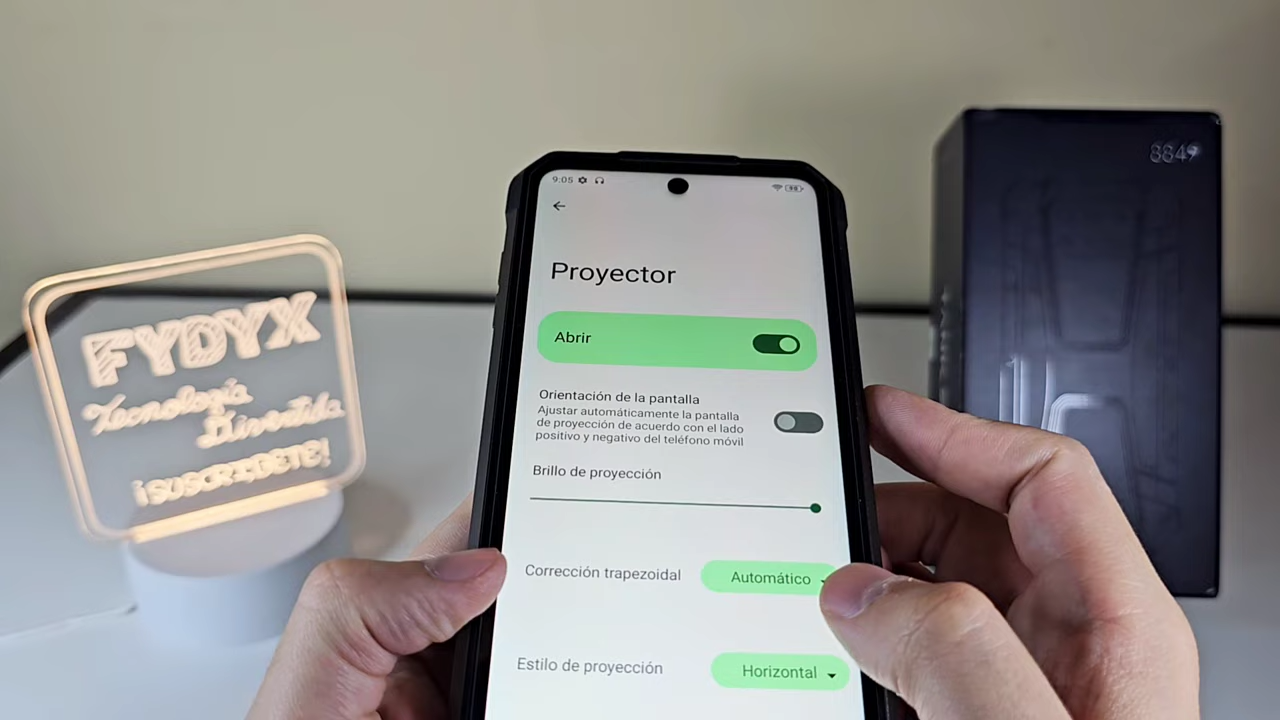 FYDYX
Tecnología
Divertida
¡SUSCRÍBETE!
9:05
98
Proyector
Abrir
Orientación de la pantalla
Ajustar automáticamente la pantalla
de proyección de acuerdo con el lado
positivo y negativo del teléfono móvil
Brillo de proyección
Corrección trapezoidal
Automático
Estilo de proyección
Horizontal
8849